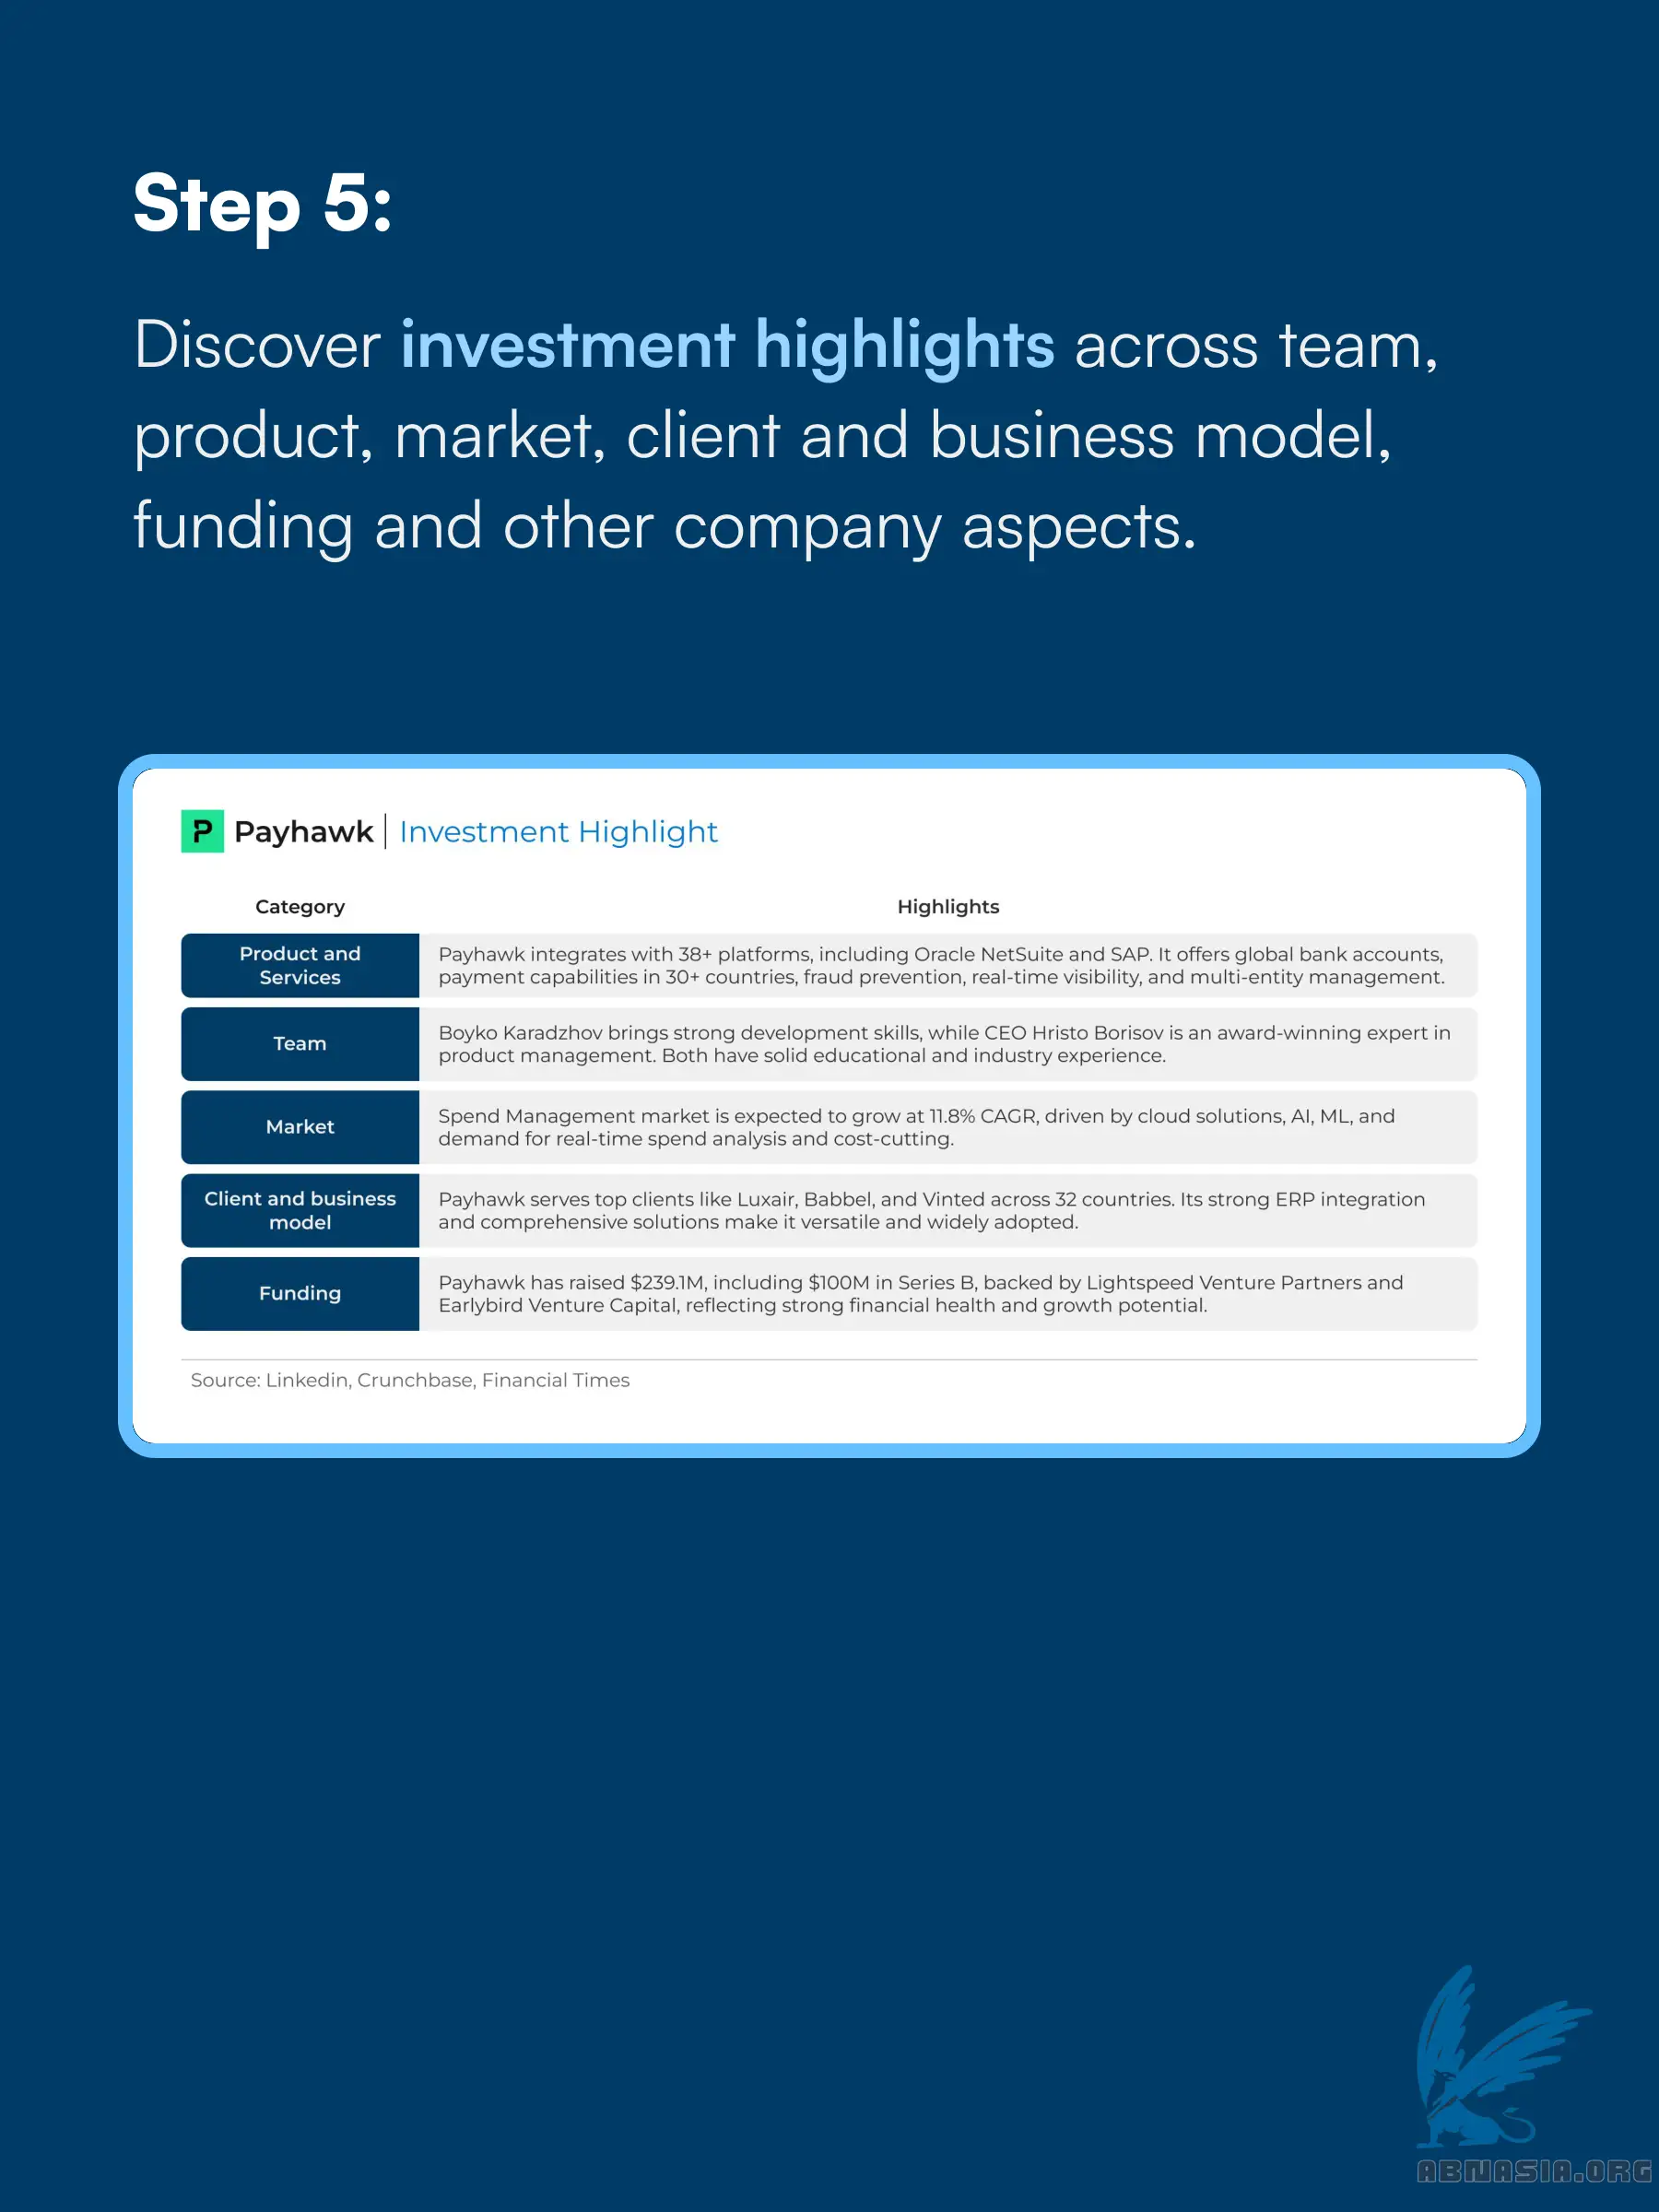 Step 5:
Discover investment highlights across team,
product, market, client and business model,
funding and other company aspects.
Payhawk | Investment Highlight
Category
Highlights
Product and
Services
Payhawk integrates with 38+ platforms, including Oracle NetSuite and SAP. It offers global bank accounts,
payment capabilities in 30+ countries, fraud prevention, real-time visibility, and multi-entity management.
Team
Boyko Karadzhov brings strong development skills, while CEO Hristo Borisov is an award-winning expert in
product management. Both have solid educational and industry experience.
Market
Spend Management market is expected to grow at 11.8% CAGR, driven by cloud solutions, AI, ML, and
demand for real-time spend analysis and cost-cutting.
Client and business
model
Payhawk serves top clients like Luxair, Babbel, and Vinted across 32 countries. Its strong ERP integration
and comprehensive solutions make it versatile and widely adopted.
Funding
Payhawk has raised $239.1M, including $100M in Series B, backed by Lightspeed Venture Partners and
Earlybird Venture Capital, reflecting strong financial health and growth potential.
Source: Linkedin, Crunchbase, Financial Times
ABNASIA.ORG